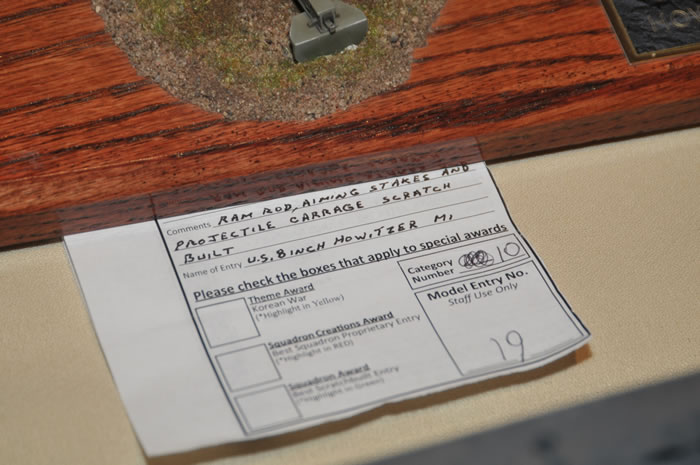 Comments RAM ROD, AIMING STAKES AND
PROJECTILE CARRAGE SCRATCH
BUILT
Name of Entry U.S. 8 INCH HOWITZER M1
Please check the boxes that apply to special awards
Theme Award
Korean War
(*Highlight in Yellow)
Squadron Creations Award
Best Squadron Proprietary Entry
(*Highlight in RED)
Squadron Award
Best Scratchbuilt Entry
(*Highlight in Green)
Category
Number 10
Model Entry No.
Staff Use Only
19